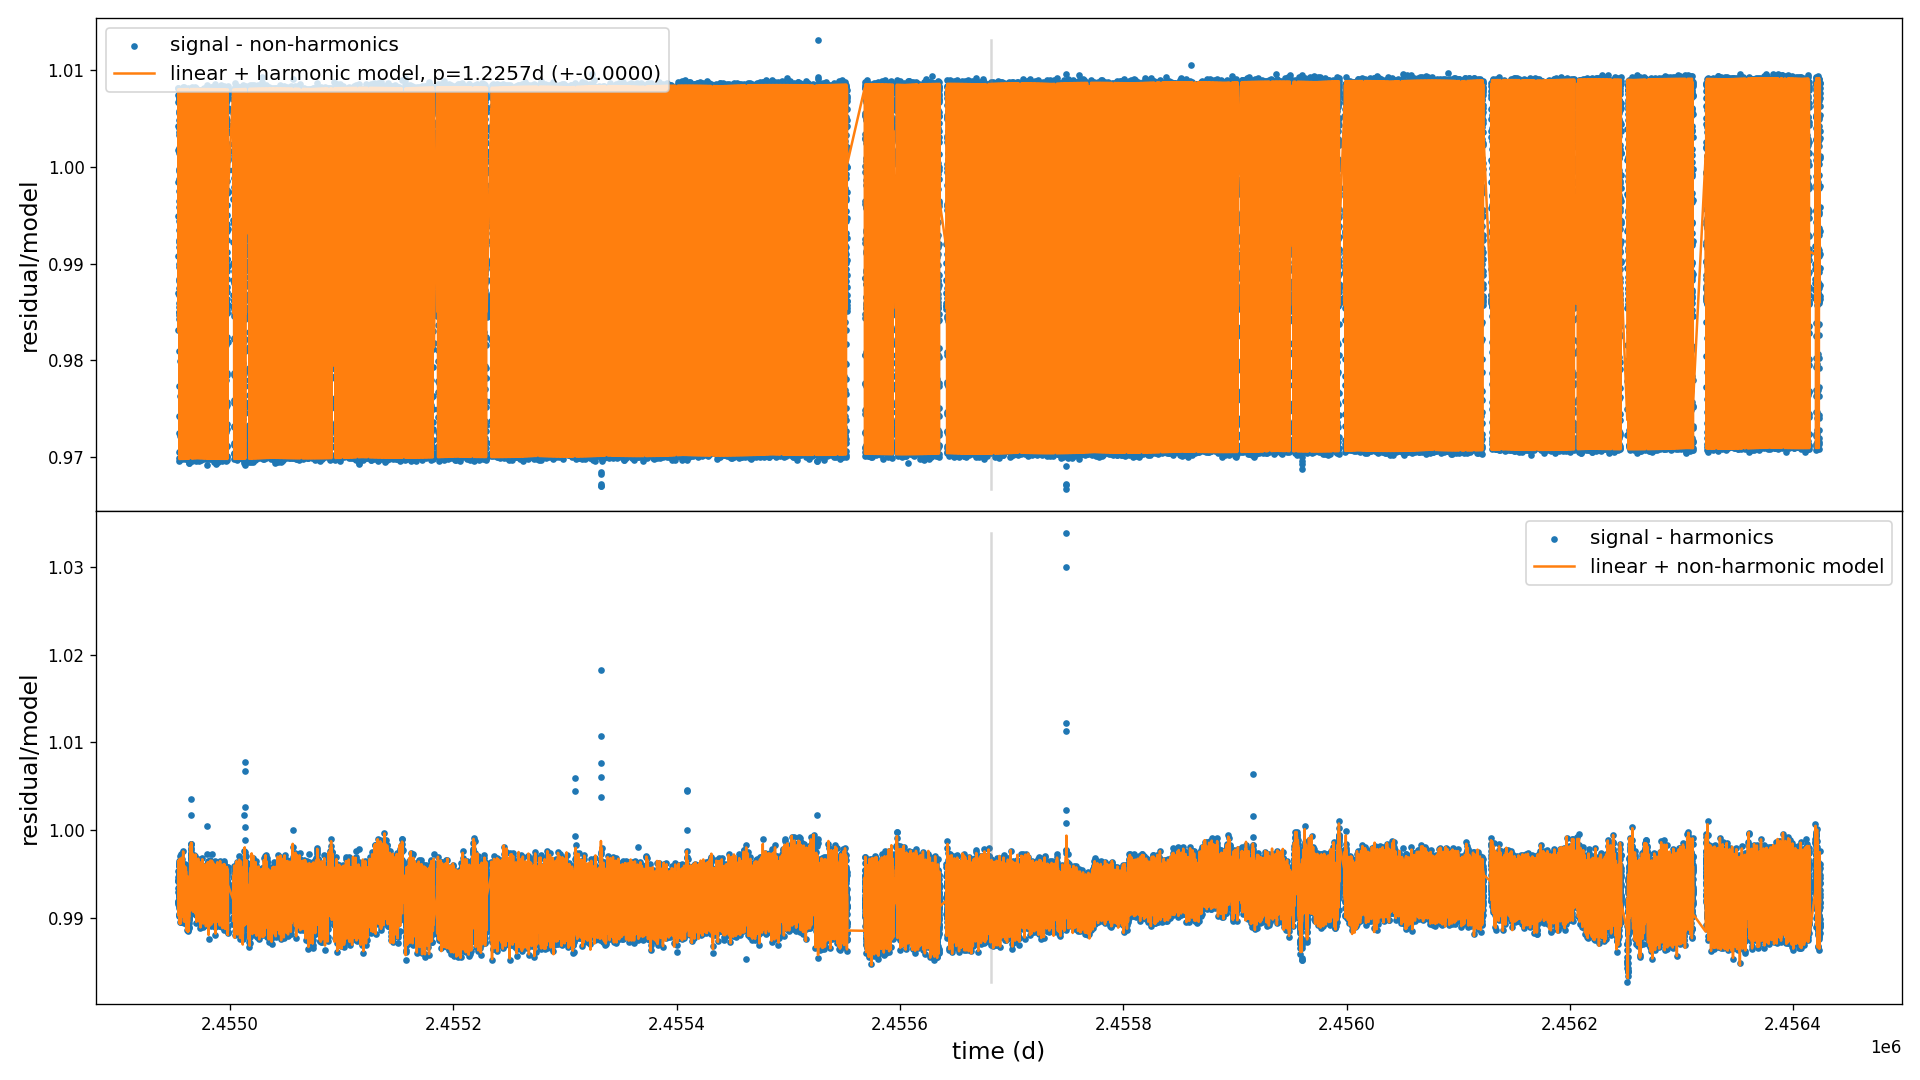 signal - non-harmonics
linear + harmonic model, p=1.2257d (+-0.0000)
1.01
1.00
0.99
0.98
0.97
residual/model
signal - harmonics
linear + non-harmonic model
1.03
1.02
1.01
1.00
0.99
residual/model
2.4550 2.4552 2.4554 2.4556 2.4558 2.4560 2.4562 2.4564
time (d)
1e6